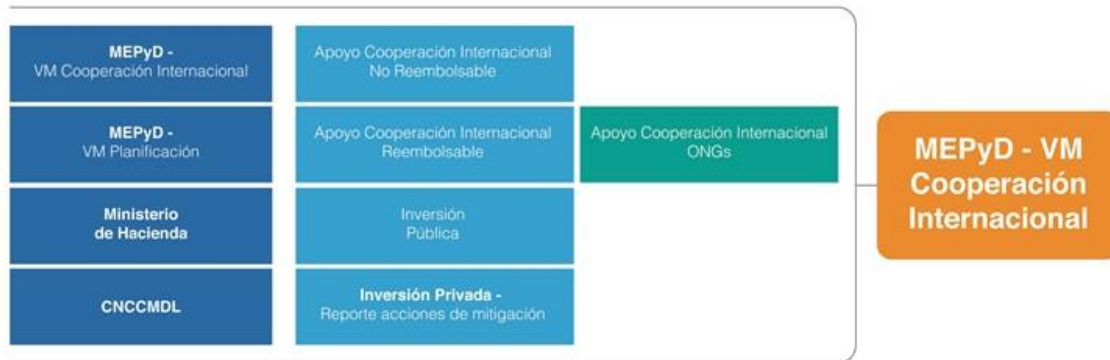 MEPyD -
VM Cooperación Internacional
Apoyo Cooperación Internacional
No Reembolsable
MEPyD -
VM Planificación
Apoyo Cooperación Internacional
Reembolsable
Apoyo Cooperación Internacional
ONGs
MEPyD - VM
Cooperación
Internacional
Ministerio
de Hacienda
Inversión
Pública
CNCCMDL
Inversión Privada -
Reporte acciones de mitigación